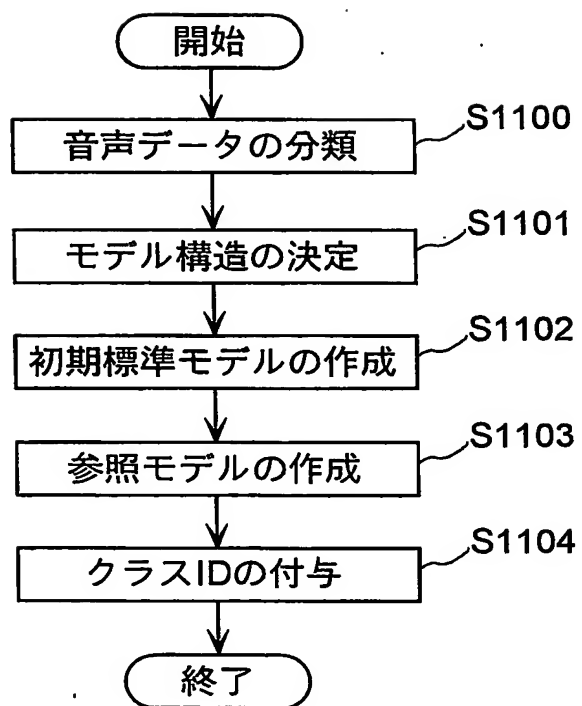 開始
S1100
音声データの分類
S1101
モデル構造の決定
S1102
初期標準モデルの作成
S1103
参照モデルの作成
S1104
クラスIDの付与
終了